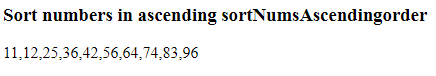 Sort numbers in ascending sortNumsAscendingorder
11,12,25,36,42,56,64,74,83,96